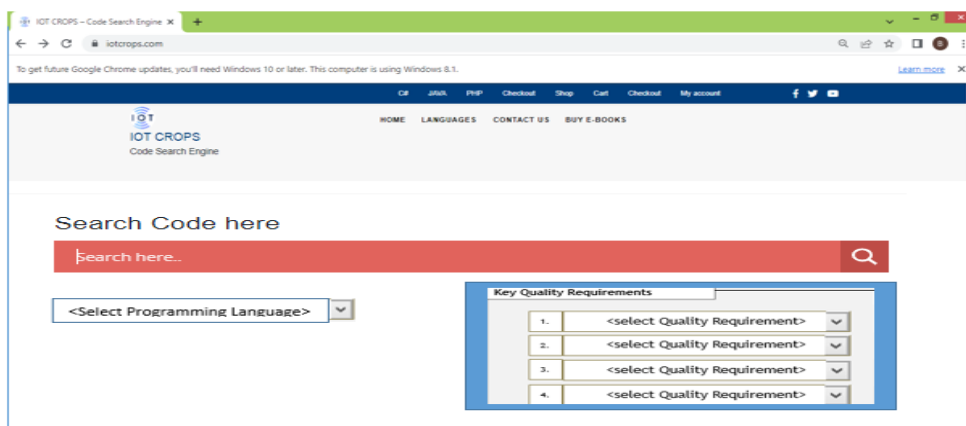 IOT CROPS – Code Search Engine
iotcrops.com
To get future Google Chrome updates, you'll need Windows 10 or later. This computer is using Windows 8.1. Learn more
C# JAVA PHP Checkout Shop Cart Checkout My account
IOT
IOT CROPS
Code Search Engine
HOME LANGUAGES CONTACT US BUY E-BOOKS
Search Code here
Search here..
<Select Programming Language>
Key Quality Requirements
1. <select Quality Requirement>
2. <select Quality Requirement>
3. <select Quality Requirement>
4. <select Quality Requirement>